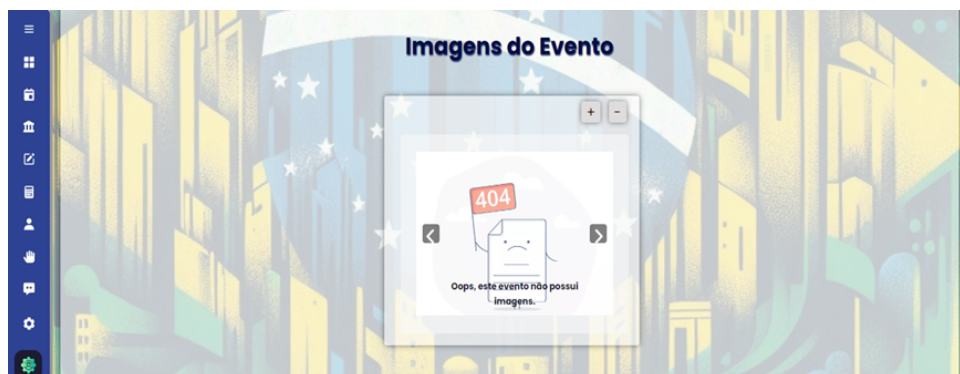 Imagens do Evento
+ -
404
Oops, este evento não possui
imagens.